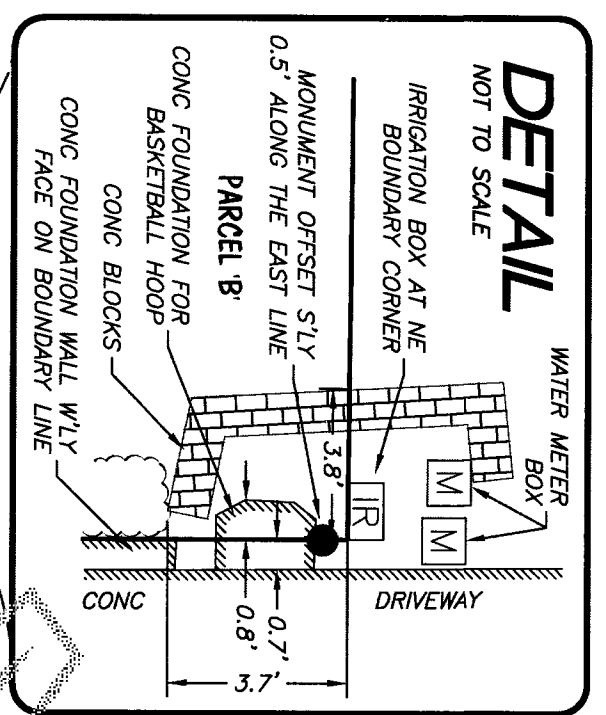 DETAIL
NOT TO SCALE
WATER METER
BOX
IRRIGATION BOX AT NE
BOUNDARY CORNER
MONUMENT OFFSET S'LY
0.5' ALONG THE EAST LINE
PARCEL 'B'
CONC FOUNDATION FOR
BASKETBALL HOOP
CONC BLOCKS
CONC FOUNDATION WALL W'LY
FACE ON BOUNDARY LINE
M
M
IR
3.8'
0.7'
0.8'
3.7'
CONC
DRIVEWAY